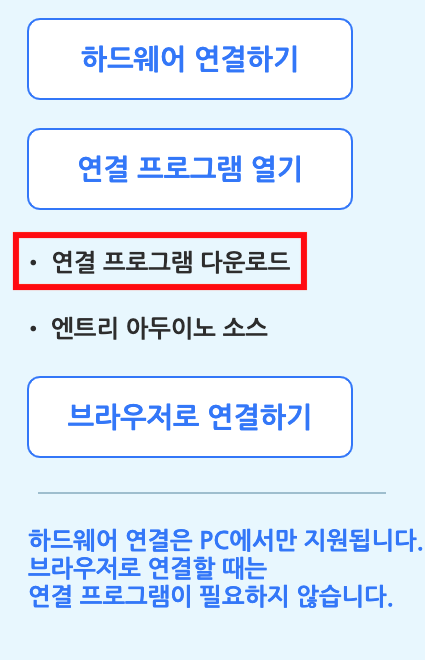 하드웨어 연결하기
연결 프로그램 열기
• 연결 프로그램 다운로드
• 엔트리 아두이노 소스
브라우저로 연결하기
하드웨어 연결은 PC에서만 지원됩니다.
브라우저로 연결할 때는
연결 프로그램이 필요하지 않습니다.